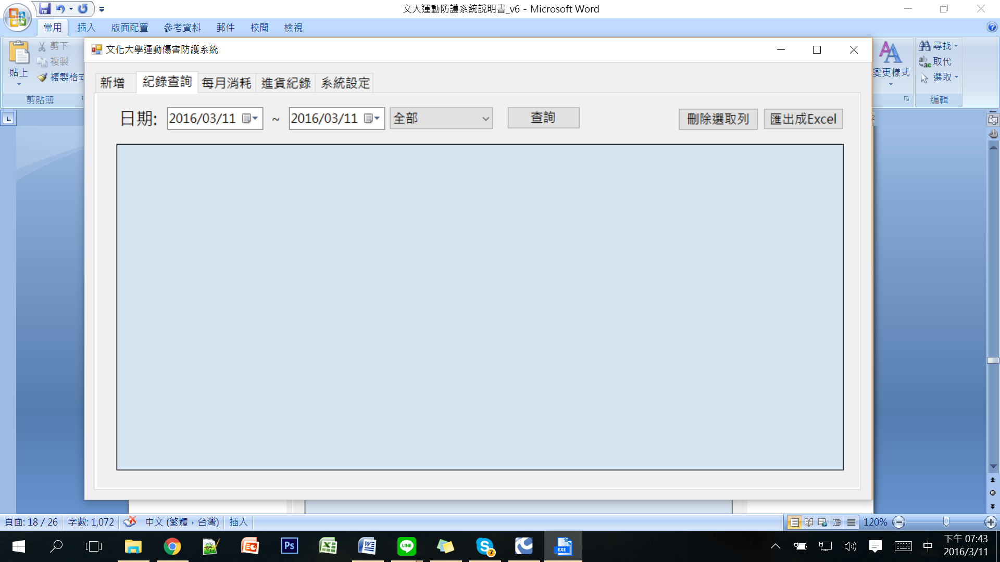 文大運動防護系統說明書_v6 - Microsoft Word
常用 插入 版面配置 參考資料 郵件 校閱 檢視
貼上
剪下
複製
複製格式
剪貼簿
變更樣式
尋找
取代
選取
編輯
文化大學運動傷害防護系統
新增 紀錄查詢 每月消耗 進貨紀錄 系統設定
日期: 2016/03/11 ~ 2016/03/11 全部 查詢 刪除選取列 匯出成Excel
頁面: 18 / 26 字數: 1,072 中文 (繁體，台灣) 插入 120%
Ps LINE 7 EXE 中
下午 07:43
2016/3/11